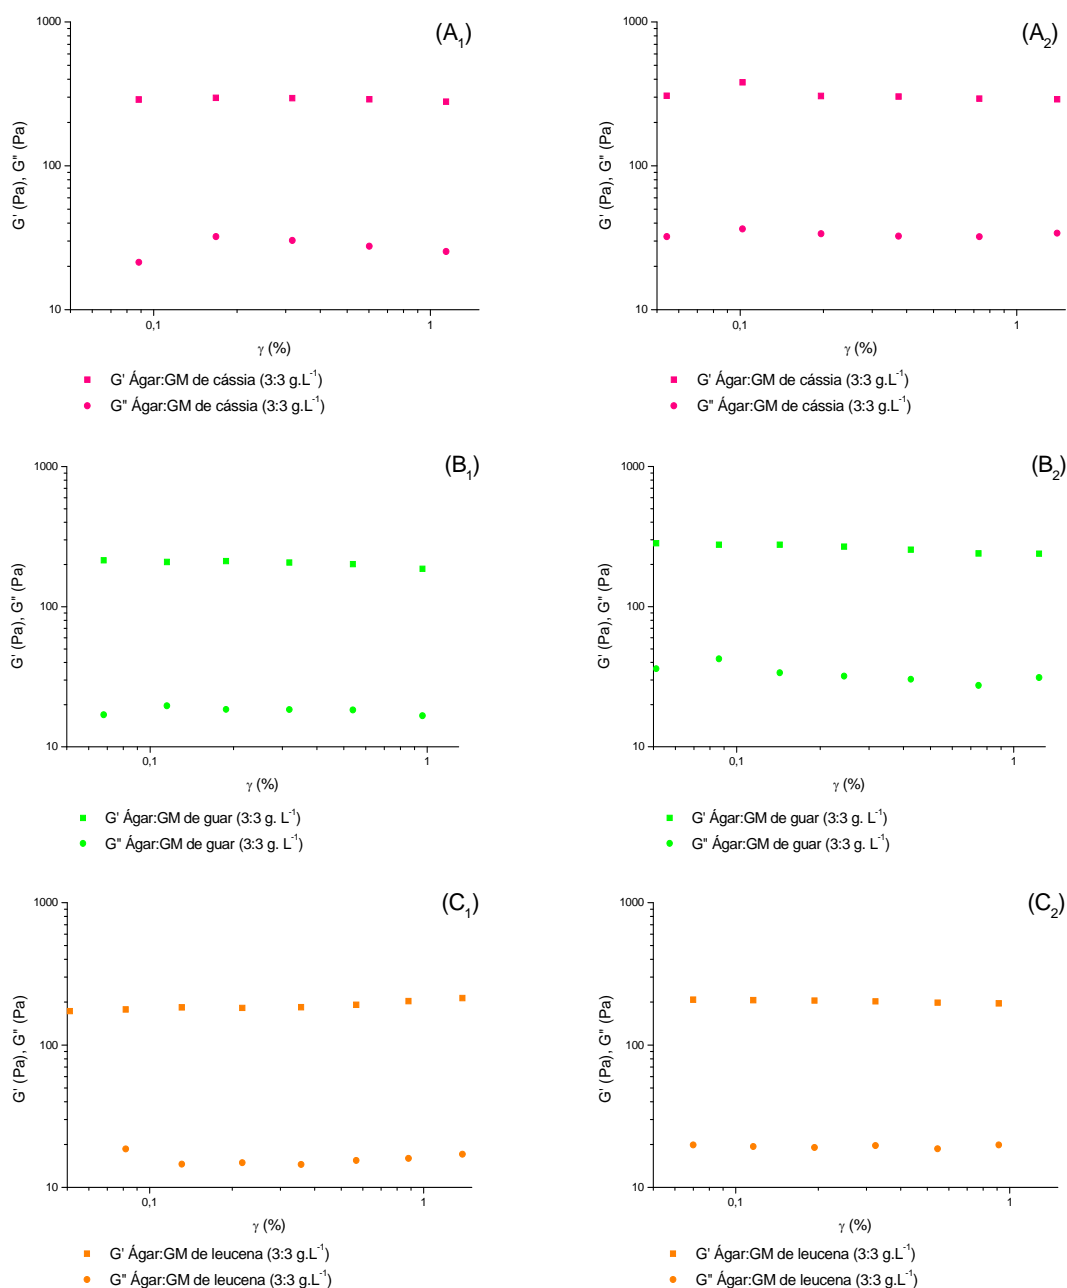 (A1)
1000
100
10
G' (Pa), G" (Pa)
0,1
1
γ (%)
G' Ágar:GM de cássia (3:3 g.L-1)
G" Ágar:GM de cássia (3:3 g.L-1)
(A2)
1000
100
10
G' (Pa), G" (Pa)
0,1
1
γ (%)
G' Ágar:GM de cássia (3:3 g.L-1)
G" Ágar:GM de cássia (3:3 g.L-1)
(B1)
1000
100
10
G' (Pa), G" (Pa)
0,1
1
γ (%)
G' Ágar:GM de guar (3:3 g. L-1)
G" Ágar:GM de guar (3:3 g. L-1)
(B2)
1000
100
10
G' (Pa), G" (Pa)
0,1
1
γ (%)
G' Ágar:GM de guar (3:3 g. L-1)
G" Ágar:GM de guar (3:3 g. L-1)
(C1)
1000
100
10
G' (Pa), G" (Pa)
0,1
1
γ (%)
G' Ágar:GM de leucena (3:3 g.L-1)
G" Ágar:GM de leucena (3:3 g.L-1)
(C2)
1000
100
10
G' (Pa), G" (Pa)
0,1
1
γ (%)
G' Ágar:GM de leucena (3:3 g.L-1)
G" Ágar:GM de leucena (3:3 g.L-1)